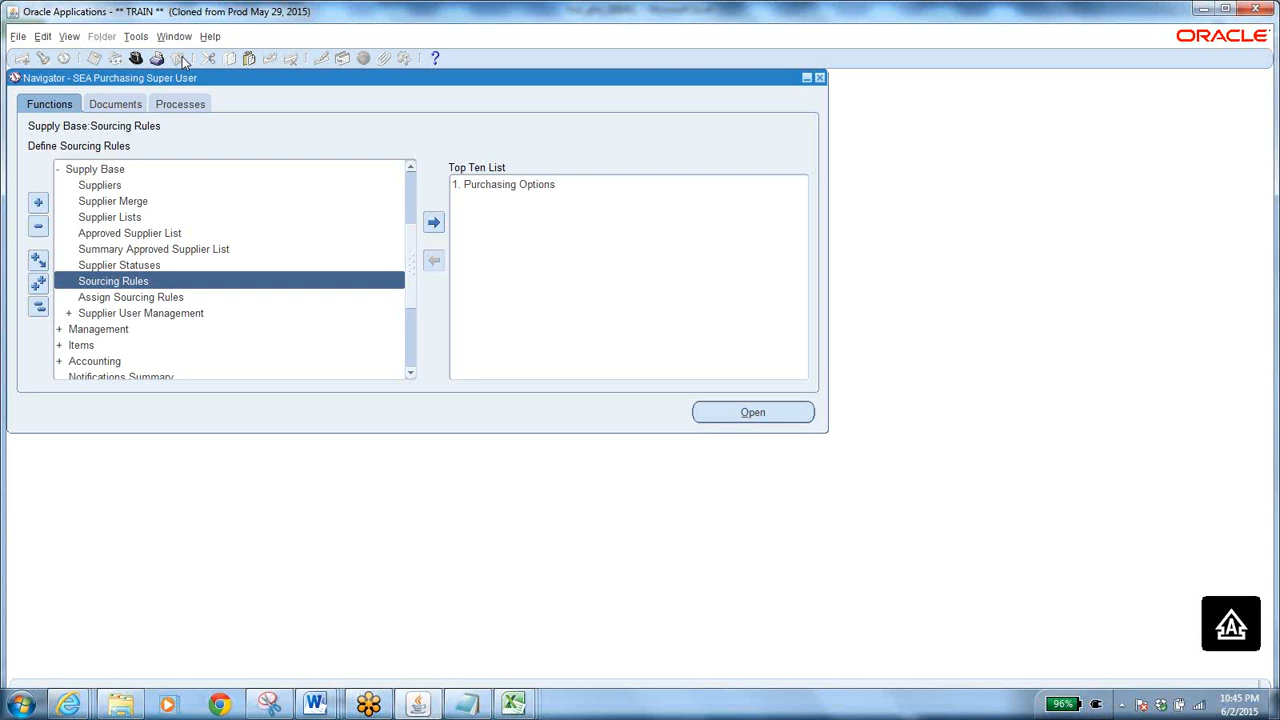 Oracle Applications - ** TRAIN ** (Cloned from Prod May 29, 2015)
File Edit View Folder Tools Window Help
ORACLE
Navigator - SEA Purchasing Super User
Functions Documents Processes
Supply Base:Sourcing Rules
Define Sourcing Rules
- Supply Base
Suppliers
Supplier Merge
Supplier Lists
Approved Supplier List
Summary Approved Supplier List
Supplier Statuses
Sourcing Rules
Assign Sourcing Rules
+ Supplier User Management
+ Management
+ Items
+ Accounting
Notifications Summary
Top Ten List
1. Purchasing Options
Open
A
96%
10:45 PM
6/2/2015